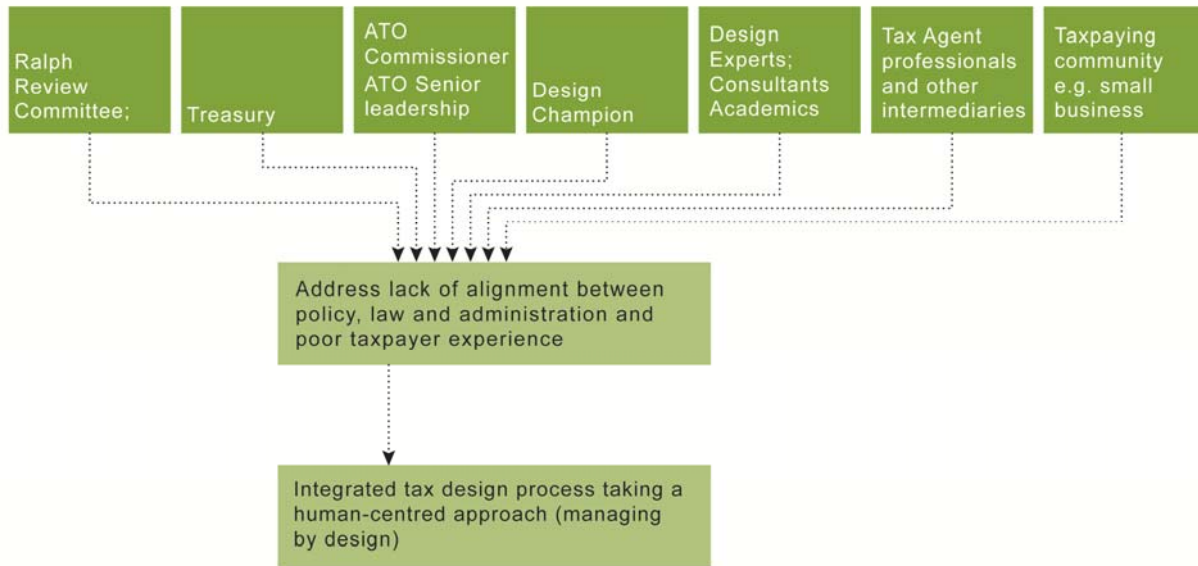 Ralph
Review
Committee;
Treasury
ATO
Commissioner
ATO Senior
leadership
Design
Champion
Design
Experts;
Consultants
Academics
Tax Agent
professionals
and other
intermediaries
Taxpaying
community
e.g. small
business
Address lack of alignment between
policy, law and administration and
poor taxpayer experience
Integrated tax design process taking a
human-centred approach (managing
by design)